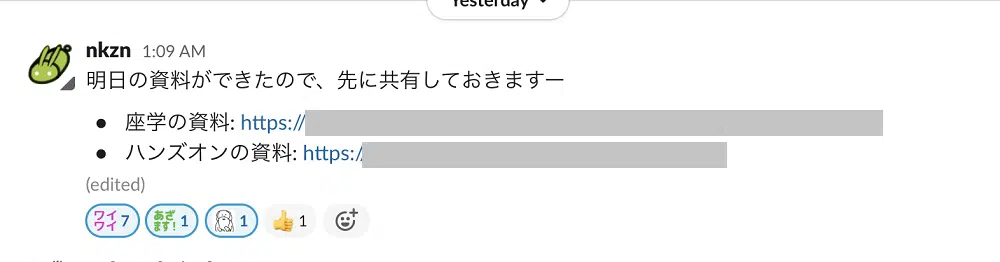 Yesterday
nkzn 1:09 AM
明日の資料ができたので、先に共有しておきますー
• 座学の資料: https://
• ハンズオンの資料: https:/
(edited)
ワイワイ 7 あざます! 1 1 👍 1